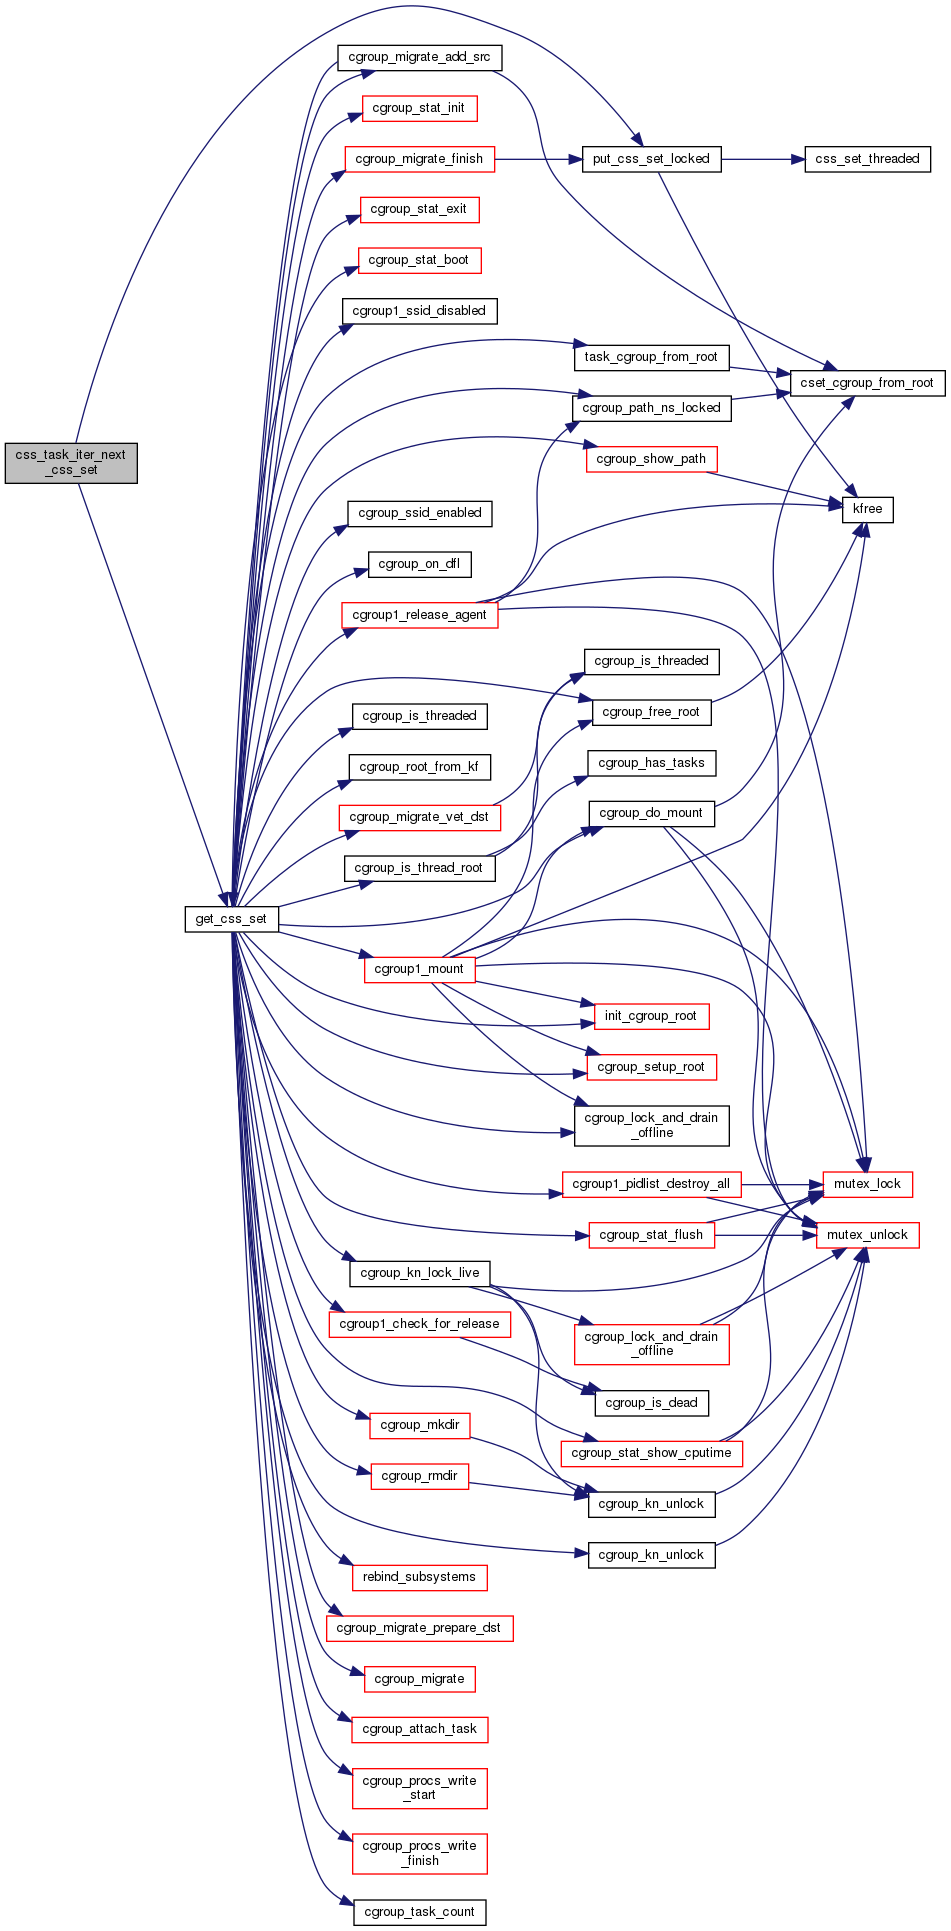 cgroup_migrate_add_src
cgroup_stat_init
cgroup_migrate_finish
put_css_set_locked
css_set_threaded
cgroup_stat_exit
cgroup_stat_boot
cgroup1_ssid_disabled
task_cgroup_from_root
cset_cgroup_from_root
cgroup_path_ns_locked
css_task_iter_next
_css_set
cgroup_show_path
cgroup_ssid_enabled
kfree
cgroup_on_dfl
cgroup1_release_agent
cgroup_is_threaded
cgroup_is_threaded
cgroup_free_root
cgroup_root_from_kf
cgroup_has_tasks
cgroup_migrate_vet_dst
cgroup_do_mount
cgroup_is_thread_root
get_css_set
cgroup1_mount
init_cgroup_root
cgroup_setup_root
cgroup_lock_and_drain
_offline
cgroup1_pidlist_destroy_all
mutex_lock
cgroup_stat_flush
mutex_unlock
cgroup_kn_lock_live
cgroup1_check_for_release
cgroup_lock_and_drain
_offline
cgroup_is_dead
cgroup_mkdir
cgroup_stat_show_cputime
cgroup_rmdir
cgroup_kn_unlock
cgroup_kn_unlock
rebind_subsystems
cgroup_migrate_prepare_dst
cgroup_migrate
cgroup_attach_task
cgroup_procs_write
_start
cgroup_procs_write
_finish
cgroup_task_count